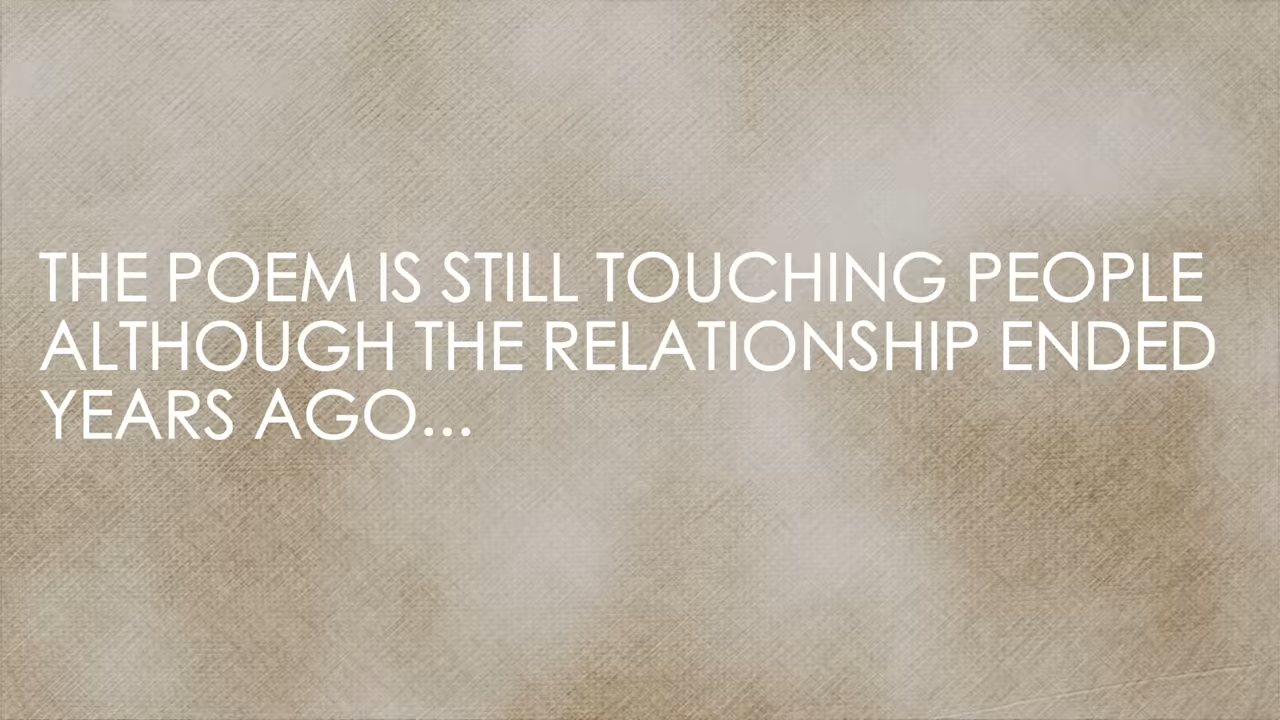 THE POEM IS STILL TOUCHING PEOPLE
ALTHOUGH THE RELATIONSHIP ENDED
YEARS AGO...